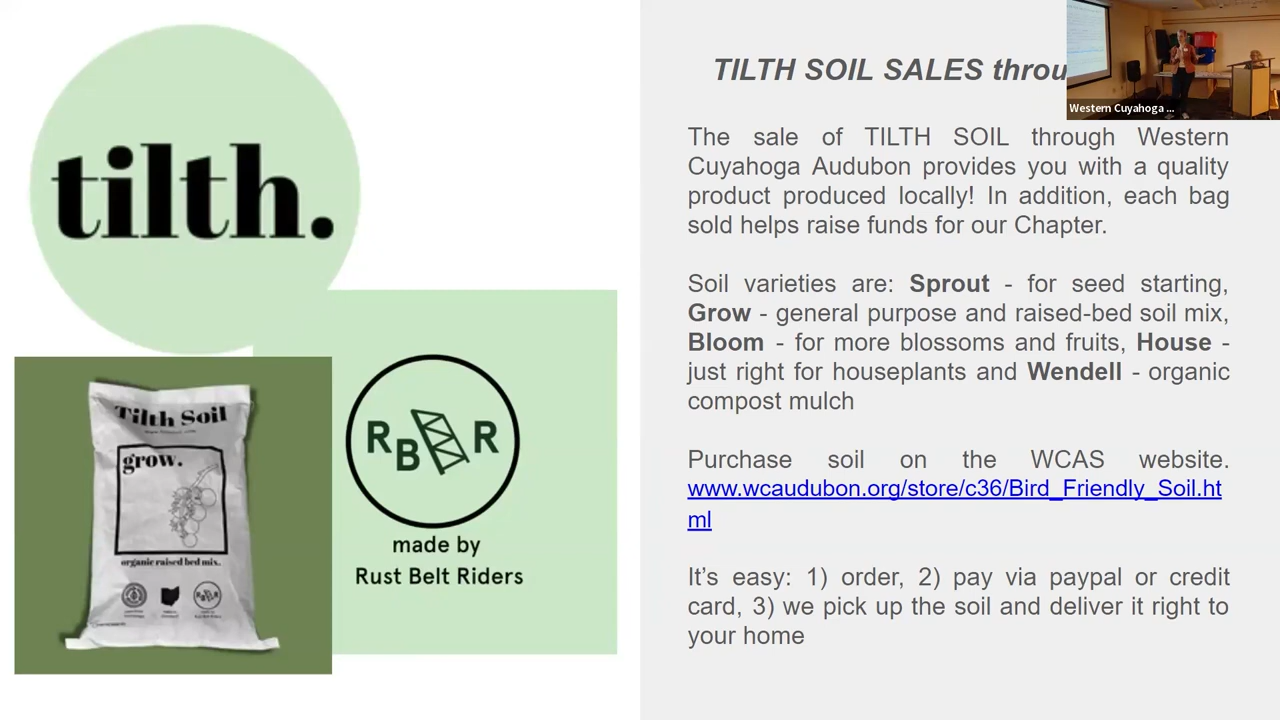 tilth.
Tilth Soil
grow.
organic raised bed mix.
R B R
made by
Rust Belt Riders
TILTH SOIL SALES throu
Western Cuyahoga ...
The sale of TILTH SOIL through Western
Cuyahoga Audubon provides you with a quality
product produced locally! In addition, each bag
sold helps raise funds for our Chapter.
Soil varieties are: Sprout - for seed starting,
Grow - general purpose and raised-bed soil mix,
Bloom - for more blossoms and fruits, House -
just right for houseplants and Wendell - organic
compost mulch
Purchase soil on the WCAS website.
www.wcaudubon.org/store/c36/Bird_Friendly_Soil.ht
ml
It’s easy: 1) order, 2) pay via paypal or credit
card, 3) we pick up the soil and deliver it right to
your home